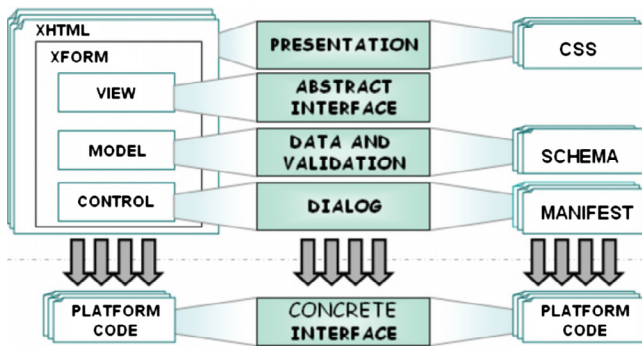 XHTML
XFORM
PRESENTATION
CSS
VIEW
ABSTRACT
INTERFACE
MODEL
DATA AND
VALIDATION
SCHEMA
CONTROL
DIALOG
MANIFEST
PLATFORM
CODE
CONCRETE
INTERFACE
PLATFORM
CODE